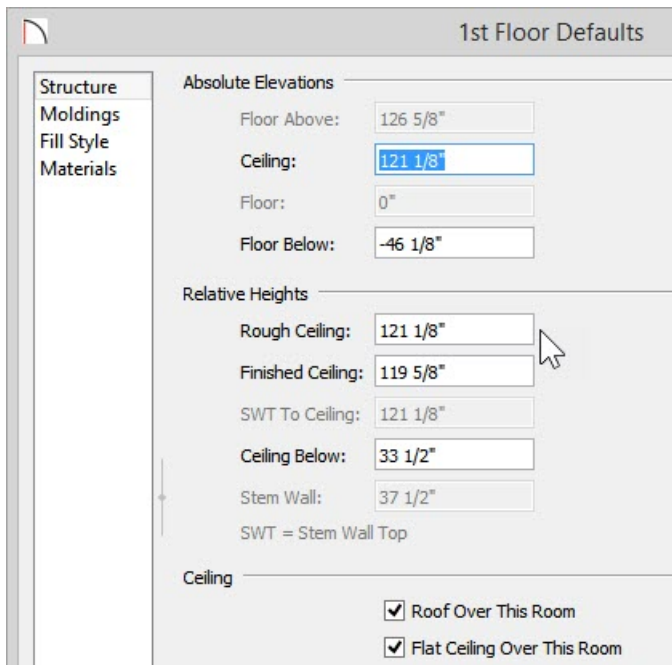 1st Floor Defaults
Structure
Moldings
Fill Style
Materials
Absolute Elevations
Floor Above: 126 5/8"
Ceiling: 121 1/8"
Floor: 0"
Floor Below: -46 1/8"
Relative Heights
Rough Ceiling: 121 1/8"
Finished Ceiling: 119 5/8"
SWT To Ceiling: 121 1/8"
Ceiling Below: 33 1/2"
Stem Wall: 37 1/2"
SWT = Stem Wall Top
Ceiling
Roof Over This Room
Flat Ceiling Over This Room